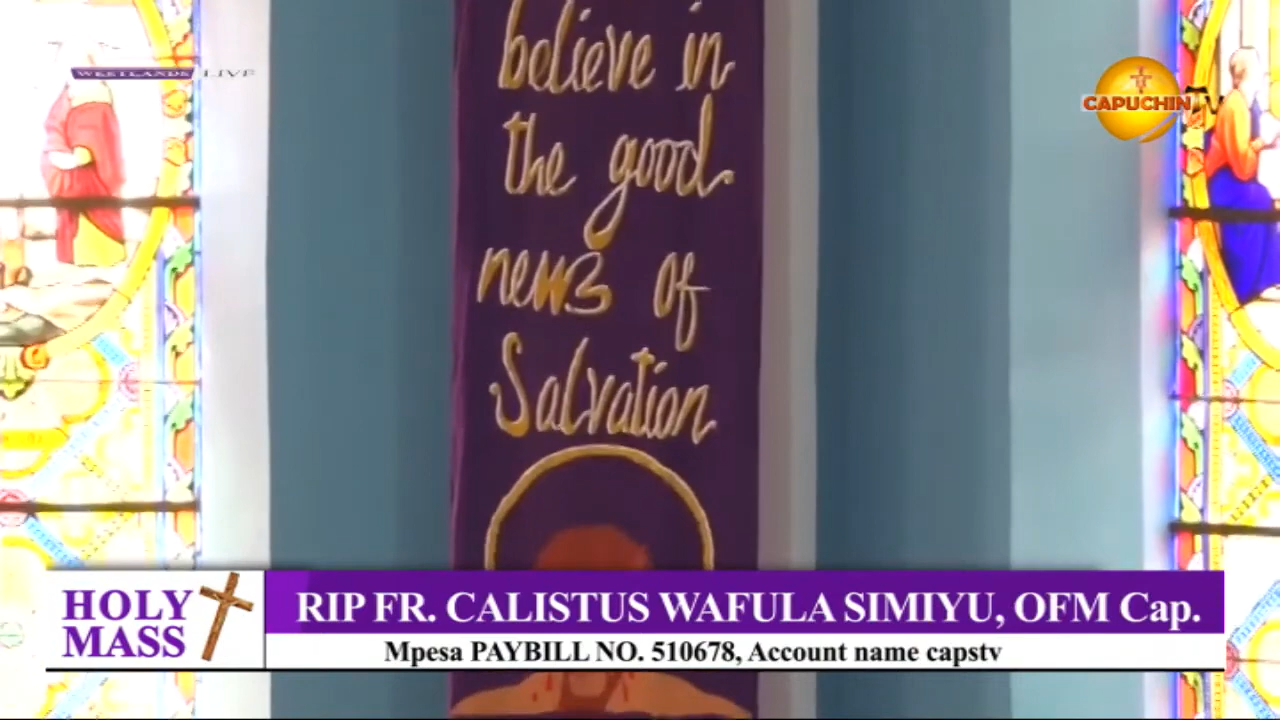 WESTLANDS LIVE
CAPUCHIN TV
believe in
the good
news of
Salvation
HOLY
MASS
RIP FR. CALISTUS WAFULA SIMIYU, OFM Cap.
Mpesa PAYBILL NO. 510678, Account name capstv